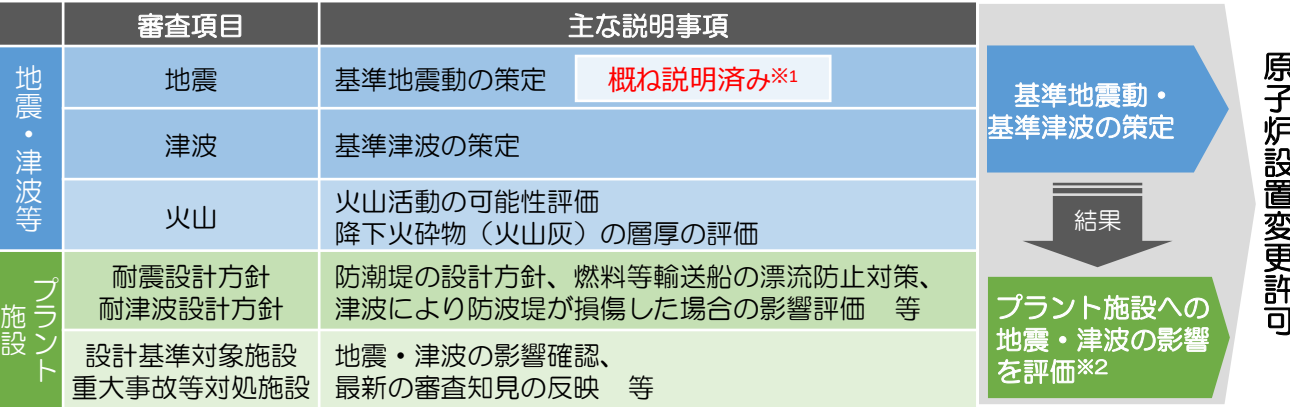 審査項目
主な説明事項
地震・津波等
地震
基準地震動の策定
概ね説明済み※1
津波
基準津波の策定
火山
火山活動の可能性評価
降下火砕物（火山灰）の層厚の評価
プラント
施設
耐震設計方針
耐津波設計方針
防潮堤の設計方針、燃料等輸送船の漂流防止対策、
津波により防波堤が損傷した場合の影響評価　等
設計基準対象施設
重大事故等対処施設
地震・津波の影響確認、
最新の審査知見の反映　等
基準地震動・
基準津波の策定
結果
プラント施設への
地震・津波の影響
を評価※2
原子炉設置変更許可